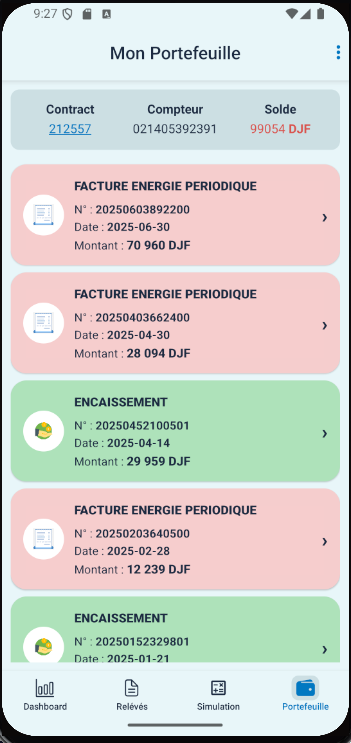 9:27
Mon Portefeuille
Contract Compteur Solde
212557 021405392391 99054 DJF
FACTURE ENERGIE PERIODIQUE
N° : 20250603892200
Date : 2025-06-30
Montant : 70 960 DJF
FACTURE ENERGIE PERIODIQUE
N° : 20250403662400
Date : 2025-04-30
Montant : 28 094 DJF
ENCAISSEMENT
N° : 20250452100501
Date : 2025-04-14
Montant : 29 959 DJF
FACTURE ENERGIE PERIODIQUE
N° : 20250203640500
Date : 2025-02-28
Montant : 12 239 DJF
ENCAISSEMENT
N° : 20250152329801
Date : 2025-01-21
Dashboard Relévés Simulation Portefeuille